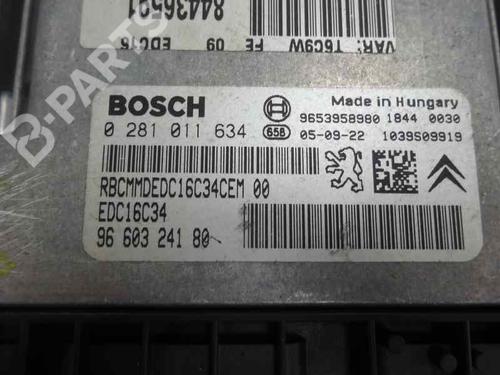 84436591
VAR: T6C9W FE 09 EDC16
B-PARTS
BOSCH
Made in Hungary
9653958980 1844 0030
0 281 011 634 658 05-09-22 1039S09919
RBCMMDEDC16C34CEM 00
EDC16C34
96 603 241 80